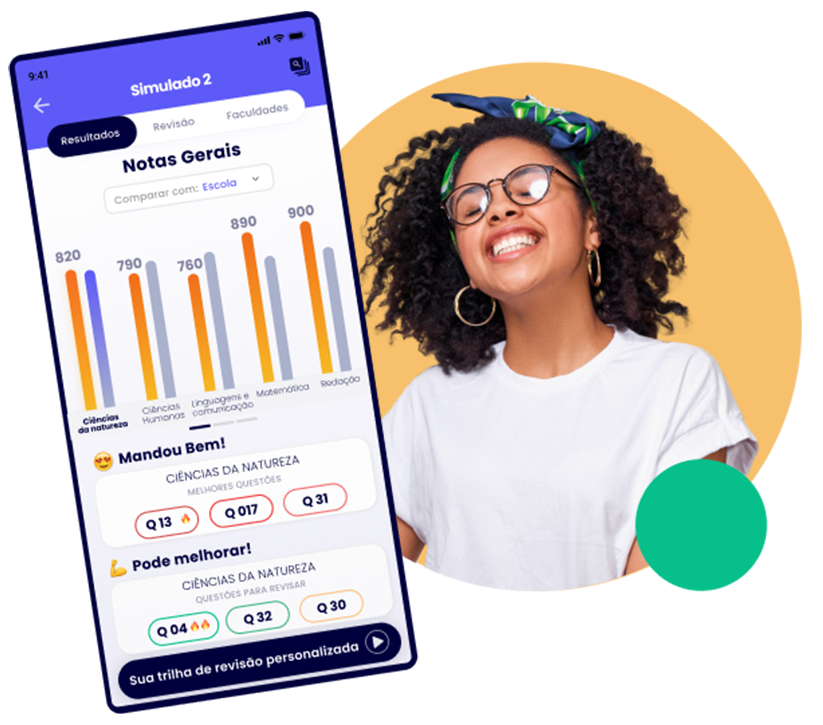 9:41
Simulado 2
Resultados
Revisão
Faculdades
Notas Gerais
Comparar com: Escola
820
790
760
890
900
Ciências
da natureza
Ciências
Humanas
Linguagens e
comunicação
Matemática
Redação
Mandou Bem!
CIÊNCIAS DA NATUREZA
MELHORES QUESTÕES
Q 13
Q 017
Q 31
Pode melhorar!
CIÊNCIAS DA NATUREZA
QUESTÕES PARA REVISAR
Q 04
Q 32
Q 30
Sua trilha de revisão personalizada